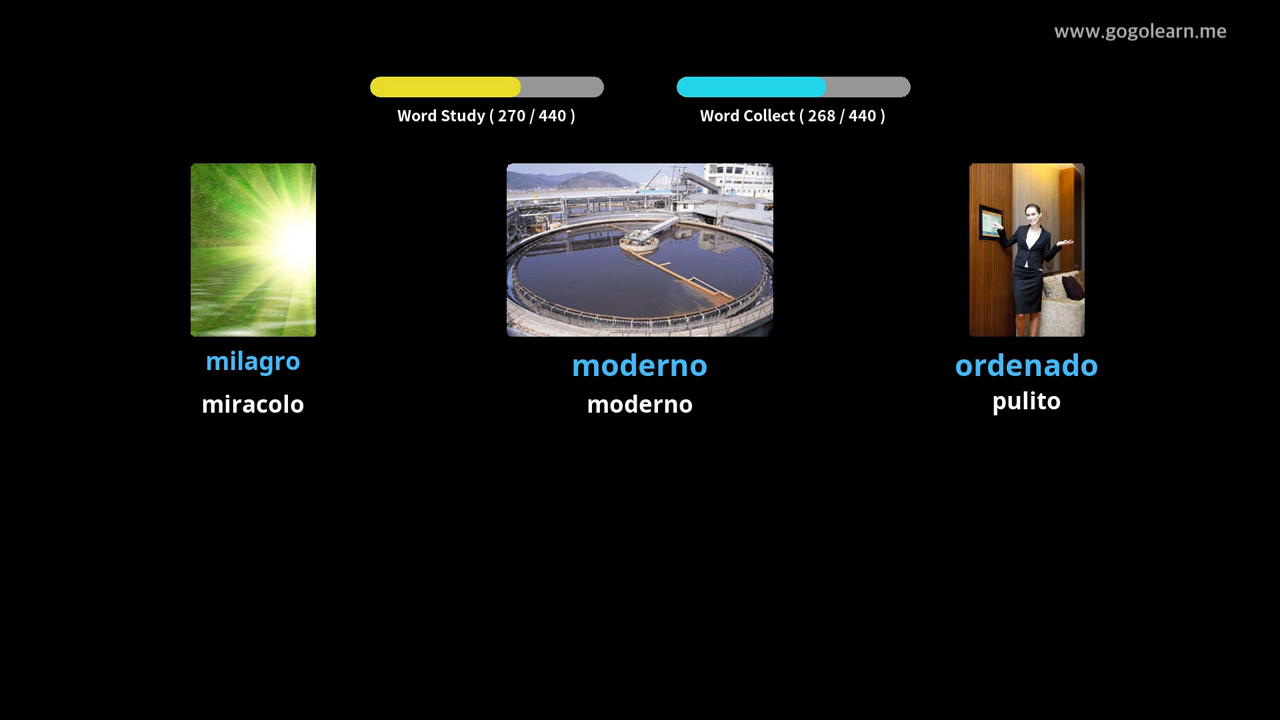 www.gogolearn.me
Word Study ( 270 / 440 )
Word Collect ( 268 / 440 )
milagro
miracolo
moderno
moderno
ordenado
pulito